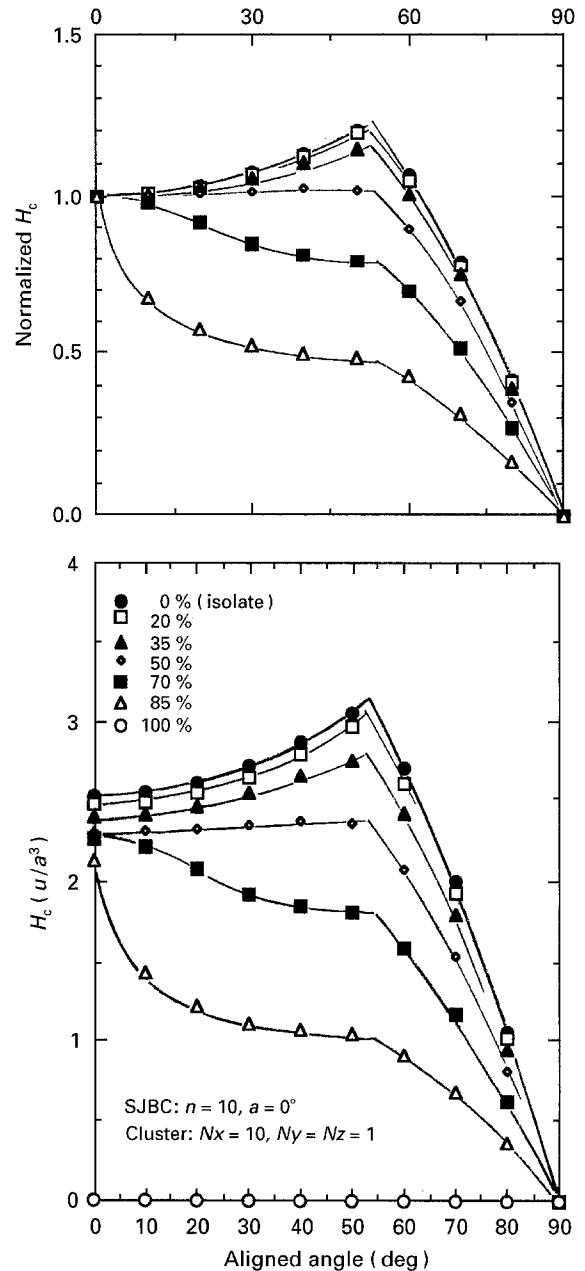 0 30 60 90
1.5
1.0
0.5
0.0
Normalized Hc
4
3
2
1
0
Hc ( u/a³ )
0 % ( isolate )
20 %
35 %
50 %
70 %
85 %
100 %
SJBC: n = 10, a = 0°
Cluster: Nx = 10, Ny = Nz = 1
0 10 20 30 40 50 60 70 80 90
Aligned angle ( deg )